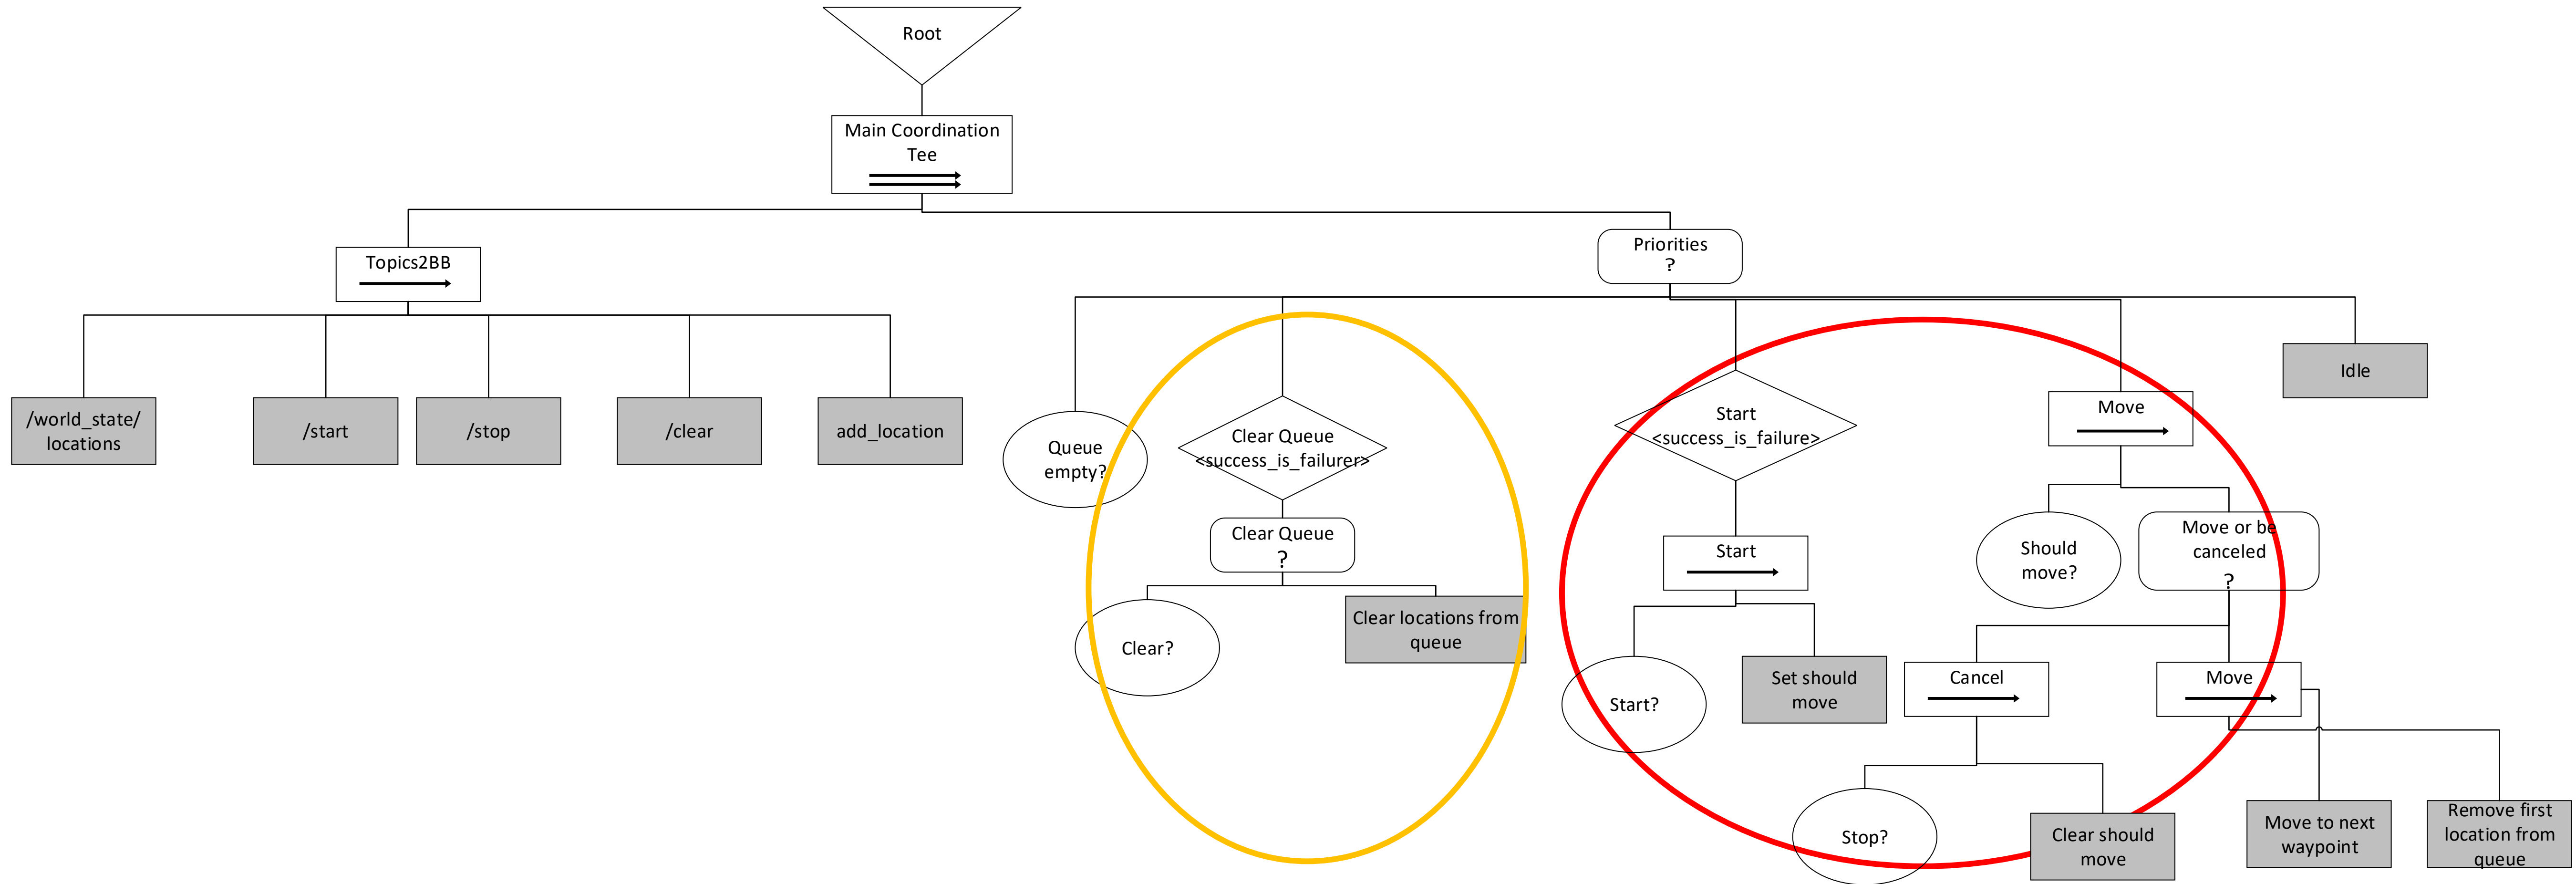 Root
Main Coordination
Tee
Topics2BB
Priorities
?
/world_state/
locations
/start
/stop
/clear
add_location
Queue
empty?
Clear Queue
<success_is_failurer>
Clear Queue
?
Clear?
Clear locations from
queue
Start
<success_is_failure>
Start
Start?
Set should
move
Move
Should
move?
Move or be
canceled
?
Cancel
Move
Stop?
Clear should
move
Move to next
waypoint
Remove first
location from
queue
Idle